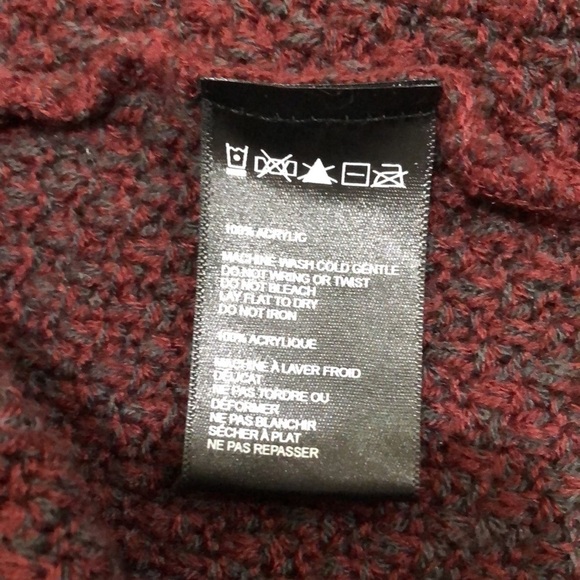 100% ACRYLIC
MACHINE WASH COLD GENTLE
DO NOT WRING OR TWIST
DO NOT BLEACH
LAY FLAT TO DRY
DO NOT IRON
100% ACRYLIQUE
MACHINE À LAVER FROID
DÉLICAT
NE PAS TORDRE OU
DÉFORMER
NE PAS BLANCHIR
SÉCHER À PLAT
NE PAS REPASSER